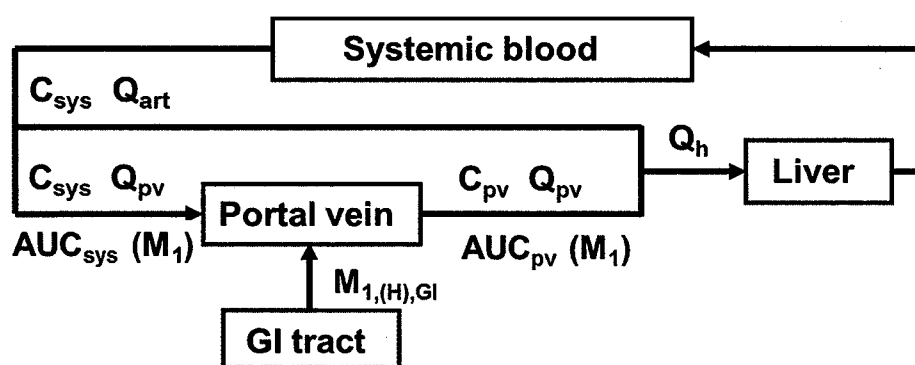 Systemic blood
C_sys Q_art
Q_h
C_sys Q_pv
C_pv Q_pv
Liver
Portal vein
AUC_sys (M_1)
AUC_pv (M_1)
M_1,(H),GI
GI tract